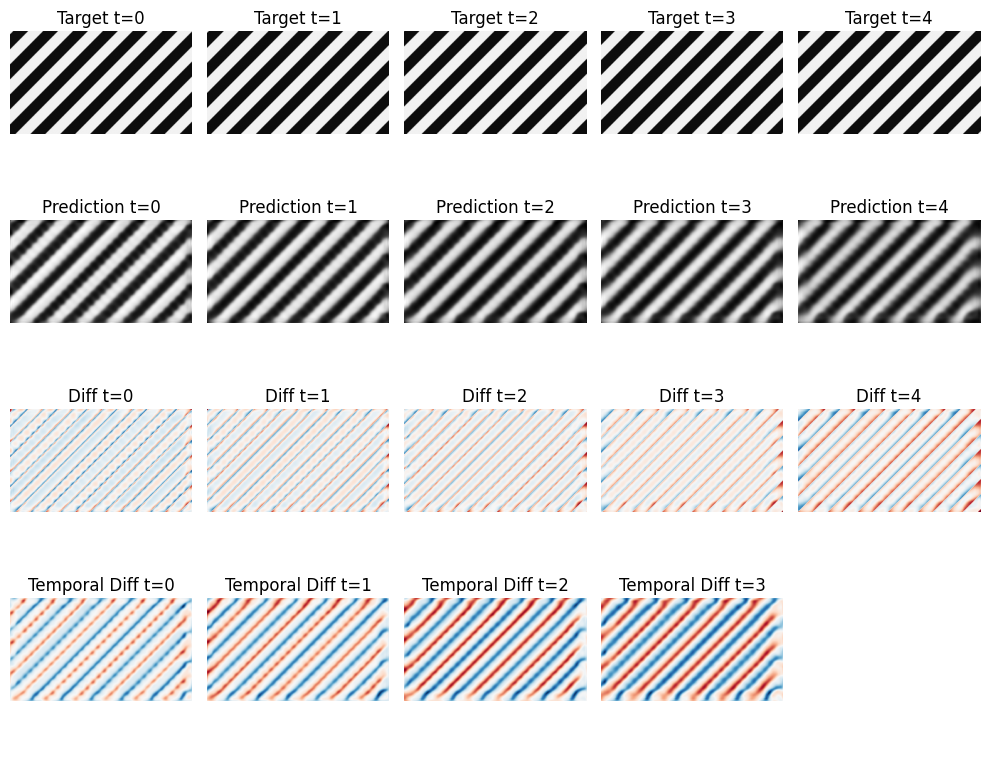 Target t=0
Target t=1
Target t=2
Target t=3
Target t=4
Prediction t=0
Prediction t=1
Prediction t=2
Prediction t=3
Prediction t=4
Diff t=0
Diff t=1
Diff t=2
Diff t=3
Diff t=4
Temporal Diff t=0
Temporal Diff t=1
Temporal Diff t=2
Temporal Diff t=3